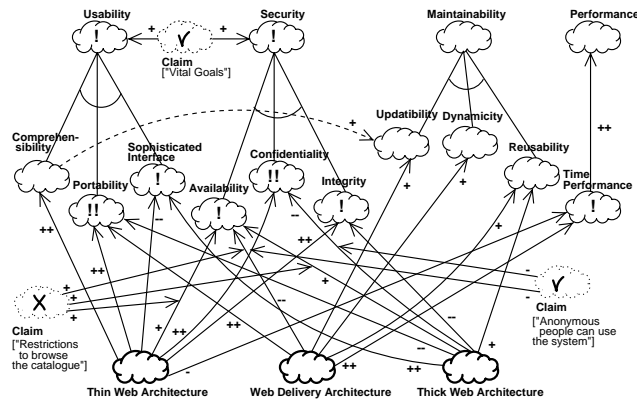 Usability
Security
Maintainability
Performance
!
+
+
!
Claim
["Vital Goals"]
Comprehen-
sibility
Sophisticated
Interface
Confidentiality
+
Updatibility
Dynamicity
++
Reusability
Portability
!
Availability
!!
Integrity
Time
Performance
!!
--
!
--
!
+
+
+
!
++
++
++
+
+
+
+
+
--
--
-
-
Claim
["Restrictions
to browse
the catalogue"]
+
++
++
--
++
++
+
-
Claim
["Anonymous
people can use
the system"]
Thin Web Architecture
Web Delivery Architecture
Thick Web Architecture